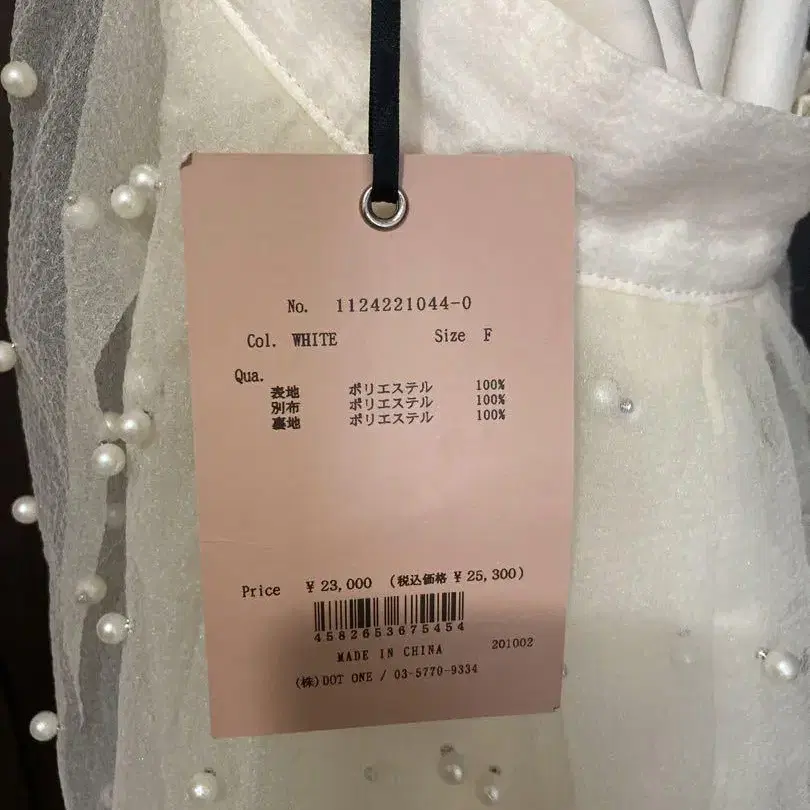 No. 1124221044-0
Col. WHITE Size F
Qua.
表地 ポリエステル 100%
別布 ポリエステル 100%
裏地 ポリエステル 100%
Price ¥ 23,000 (税込価格 ¥ 25,300)
4582653675454
MADE IN CHINA 201002
(株)DOT ONE / 03-5770-9334